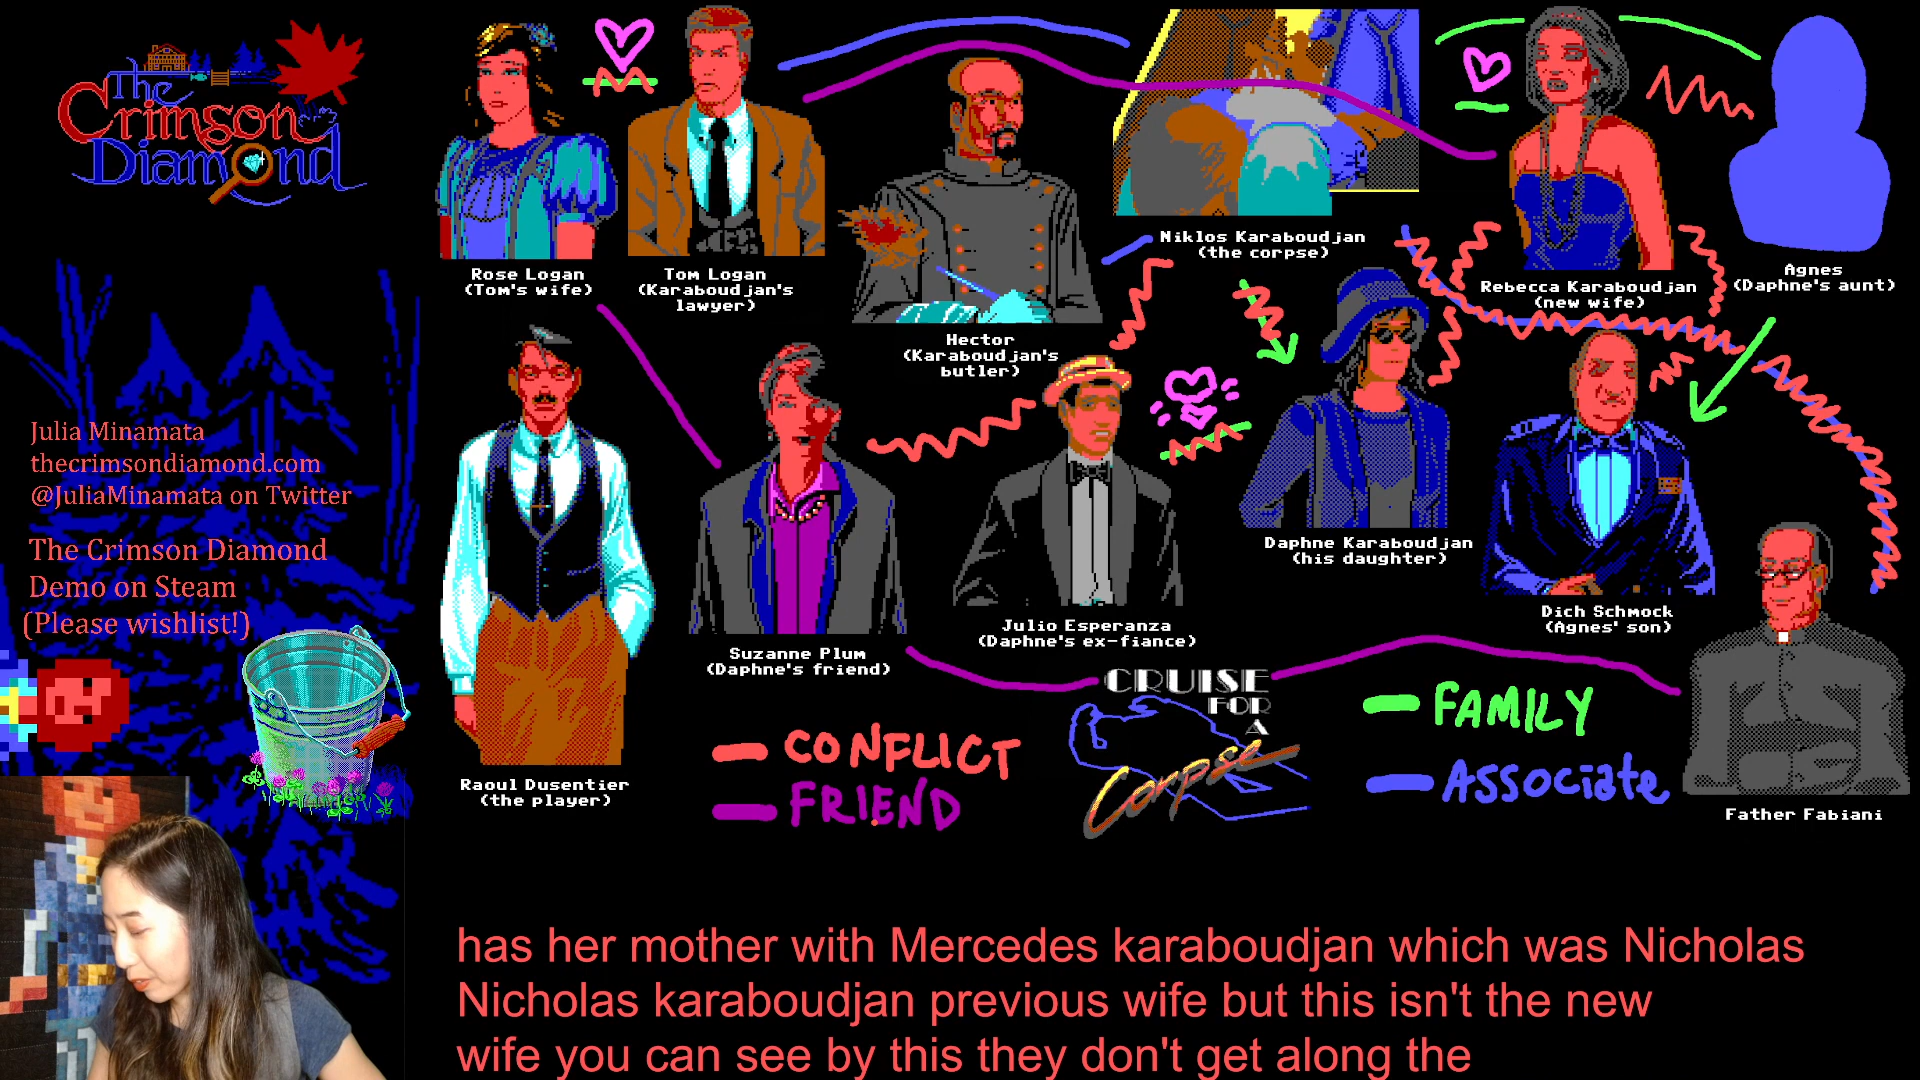 The
Crimson
Diamond
Julia Minamata
thecrimsondiamond.com
@JuliaMinamata on Twitter
The Crimson Diamond
Demo on Steam
(Please wishlist!)
Rose Logan
(Tom's wife)
Tom Logan
(Karaboudjan's
lawyer)
Hector
(Karaboudjan's
butler)
Niklos Karaboudjan
(the corpse)
Rebecca Karaboudjan
(new wife)
Agnes
(Daphne's aunt)
Raoul Dusentier
(the player)
Suzanne Plum
(Daphne's friend)
Julio Esperanza
(Daphne's ex-fiance)
Daphne Karaboudjan
(his daughter)
Dich Schmock
(Agnes' son)
Father Fabiani
CONFLICT
FRIEND
CRUISE
FOR
A
Corpse
FAMILY
ASSOCiAte
has her mother with Mercedes karaboudjan which was Nicholas
Nicholas karaboudjan previous wife but this isn't the new
wife you can see by this they don't get along the